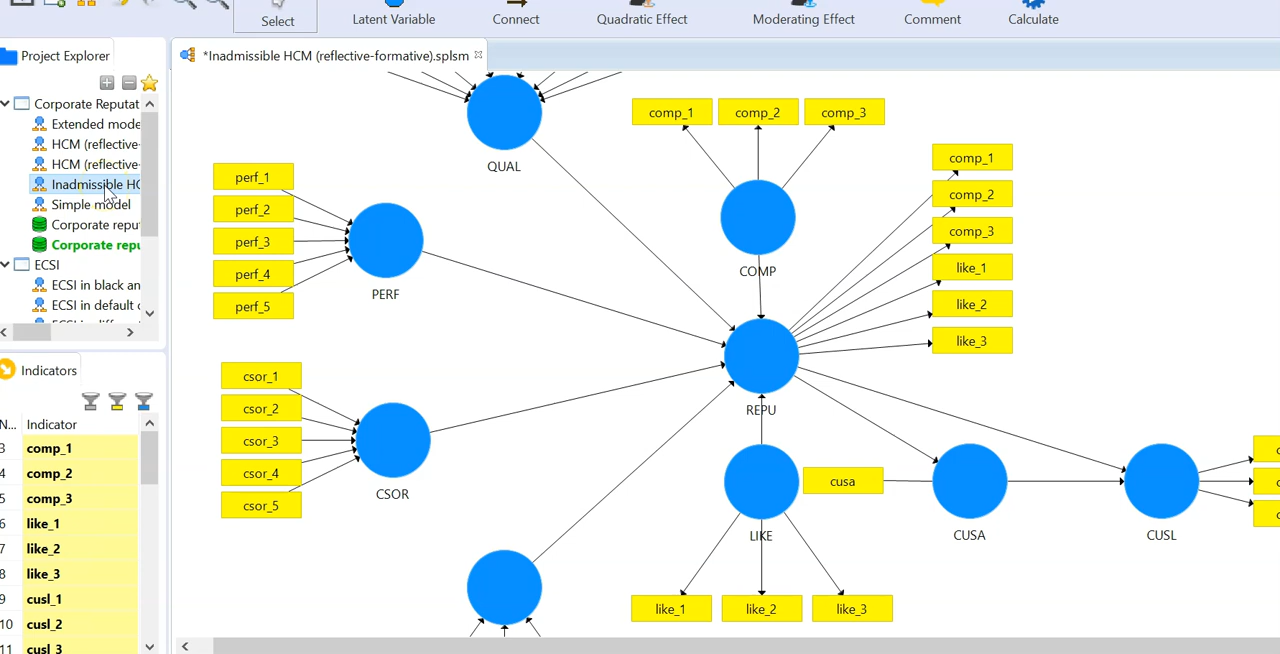 Select
Latent Variable
Connect
Quadratic Effect
Moderating Effect
Comment
Calculate
Project Explorer
*Inadmissible HCM (reflective-formative).splsm
Corporate Reputat
Extended mode
HCM (reflective-
HCM (reflective-
Inadmissible HC
Simple model
Corporate repu
Corporate repu
ECSI
ECSI in black an
ECSI in default
Indicators
N...
Indicator
3
comp_1
4
comp_2
5
comp_3
6
like_1
7
like_2
8
like_3
9
cusl_1
10
cusl_2
11
cusl_3
QUAL
comp_1
comp_2
comp_3
COMP
perf_1
perf_2
perf_3
perf_4
perf_5
PERF
comp_1
comp_2
comp_3
like_1
like_2
like_3
REPU
csor_1
csor_2
csor_3
csor_4
csor_5
CSOR
cusa
LIKE
CUSA
CUSL
like_1
like_2
like_3